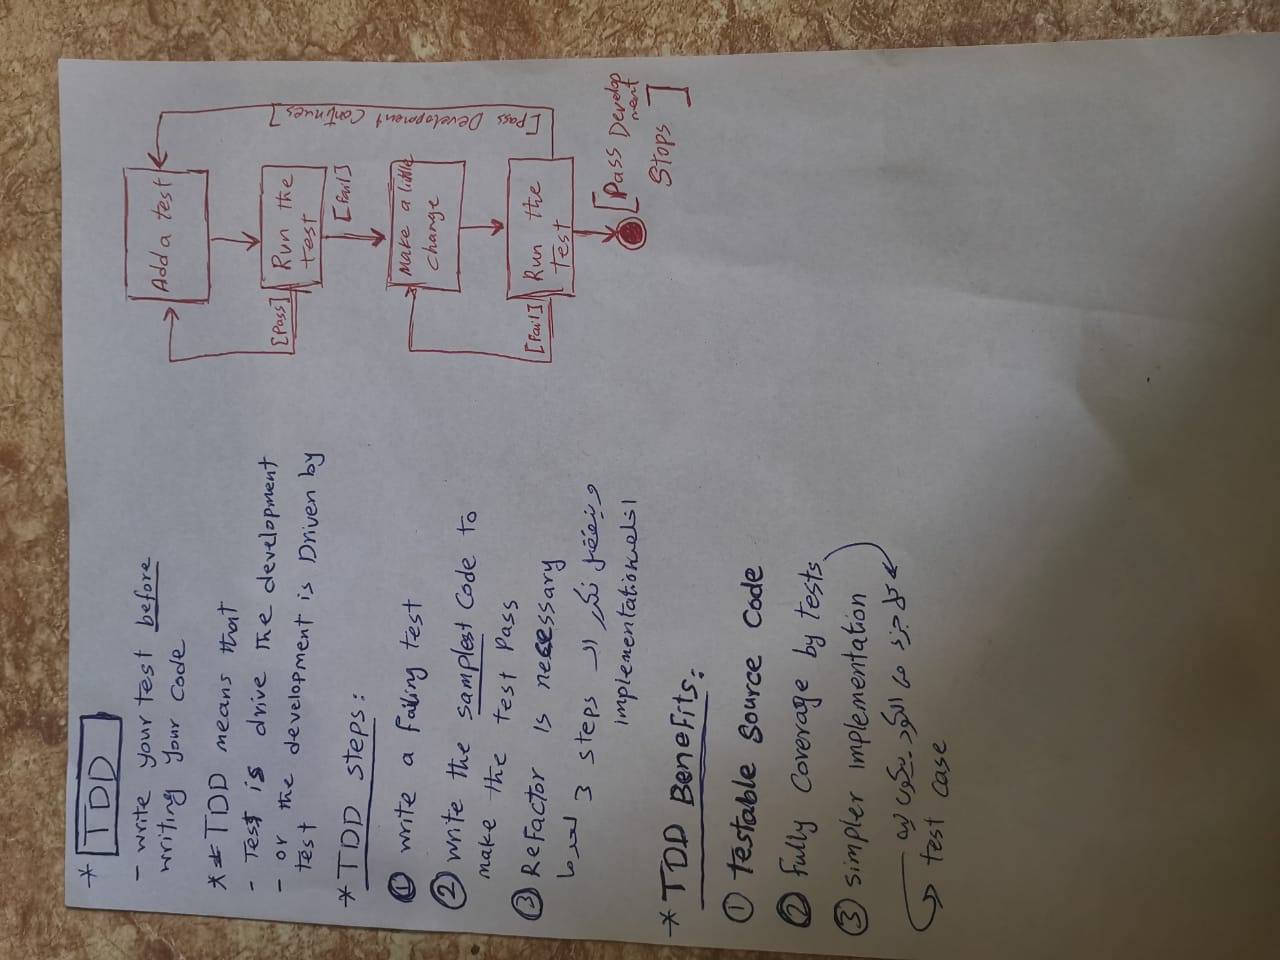 * TDD
- write your test before
writing your code
** TDD means that
- Test is drive the development
- or the development is Driven by
test
* TDD steps:
① write a failing test
② write the samplest code to
make the test Pass
③ ReFactor is necessary
وبنفضل نكرر الـ 3 steps لحد ما
اخلص implementation
* TDD Benefits:
① testable source code
② fully coverage by tests
③ simpler implementation
كل جزء من الكود بيكون ليه
test case
Add a test
[Pass]
Run the
test
[Fail]
Make a little
change
[Fail]
Run the
Test
[Pass Development Continues]
[Pass Develop
ment
Stops]